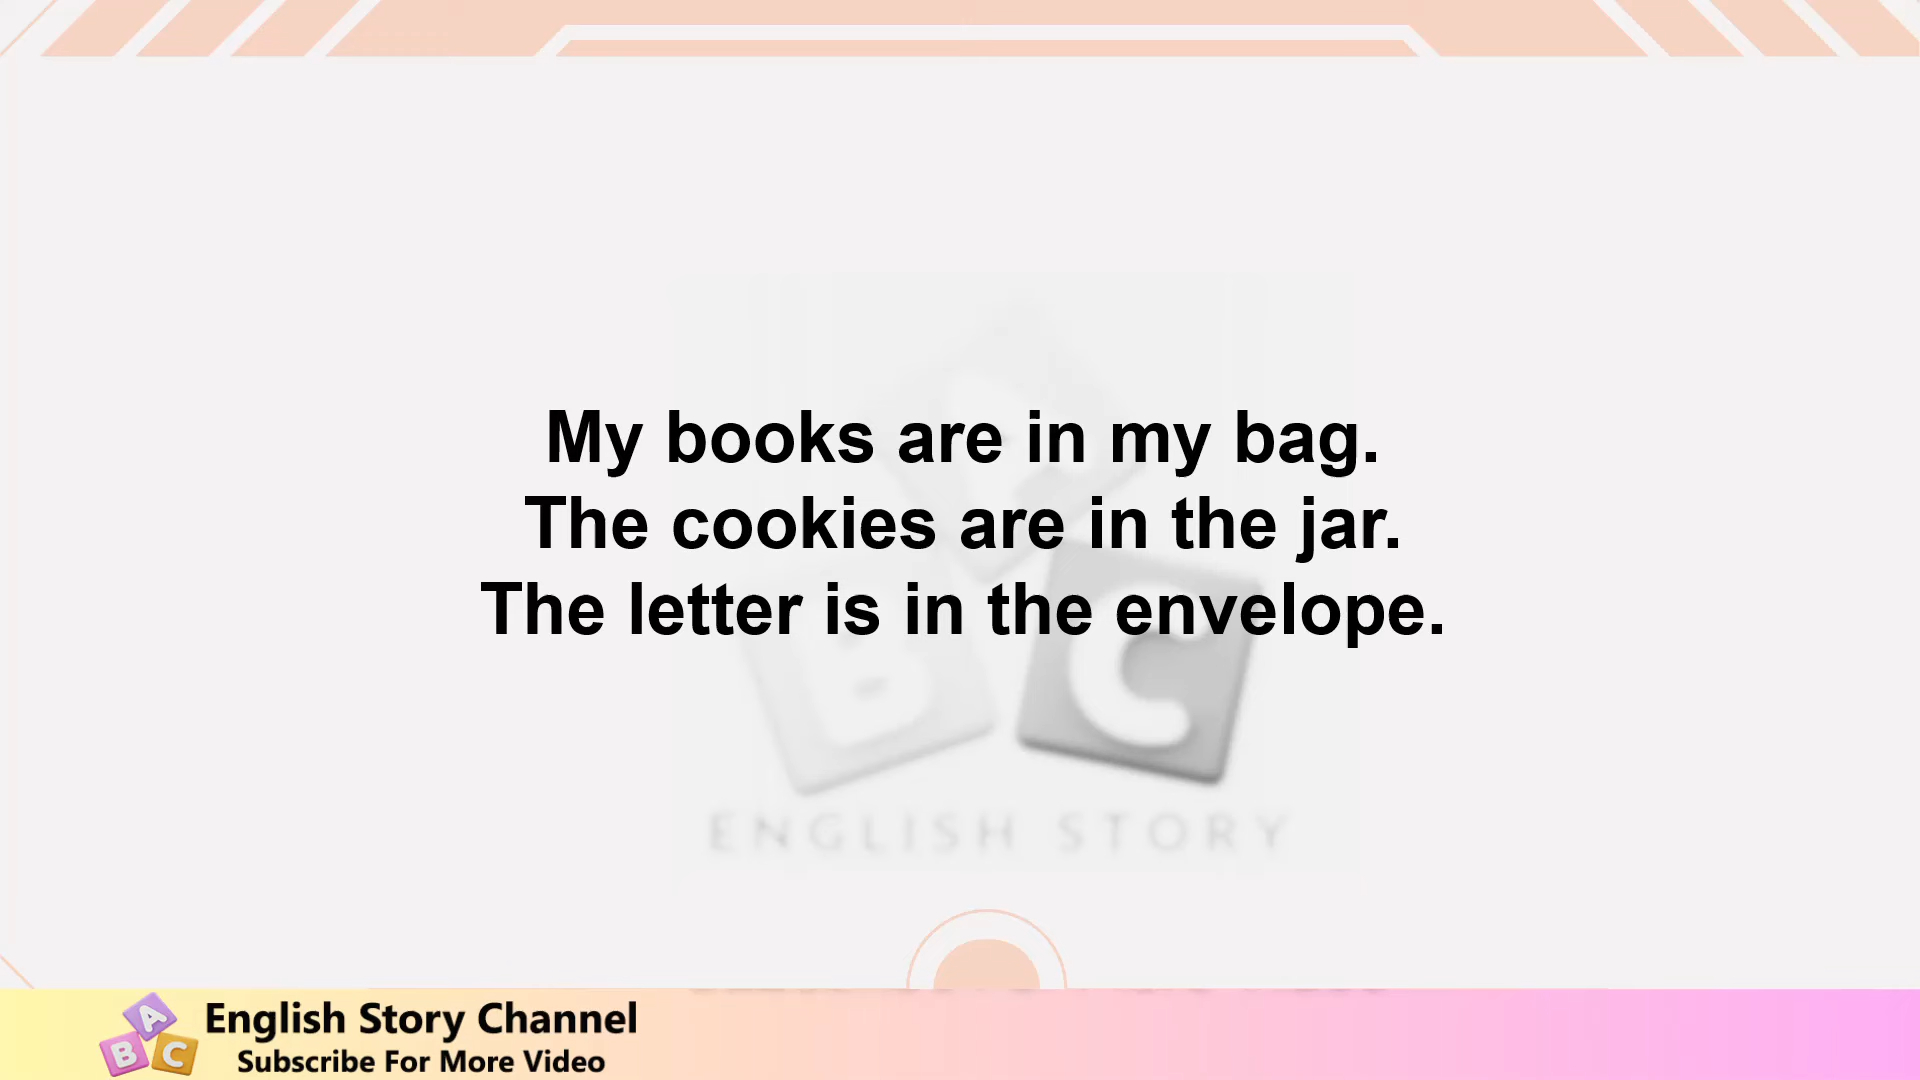 My books are in my bag.
The cookies are in the jar.
The letter is in the envelope.
B C
ENGLISH STORY
A
B C
English Story Channel
Subscribe For More Video